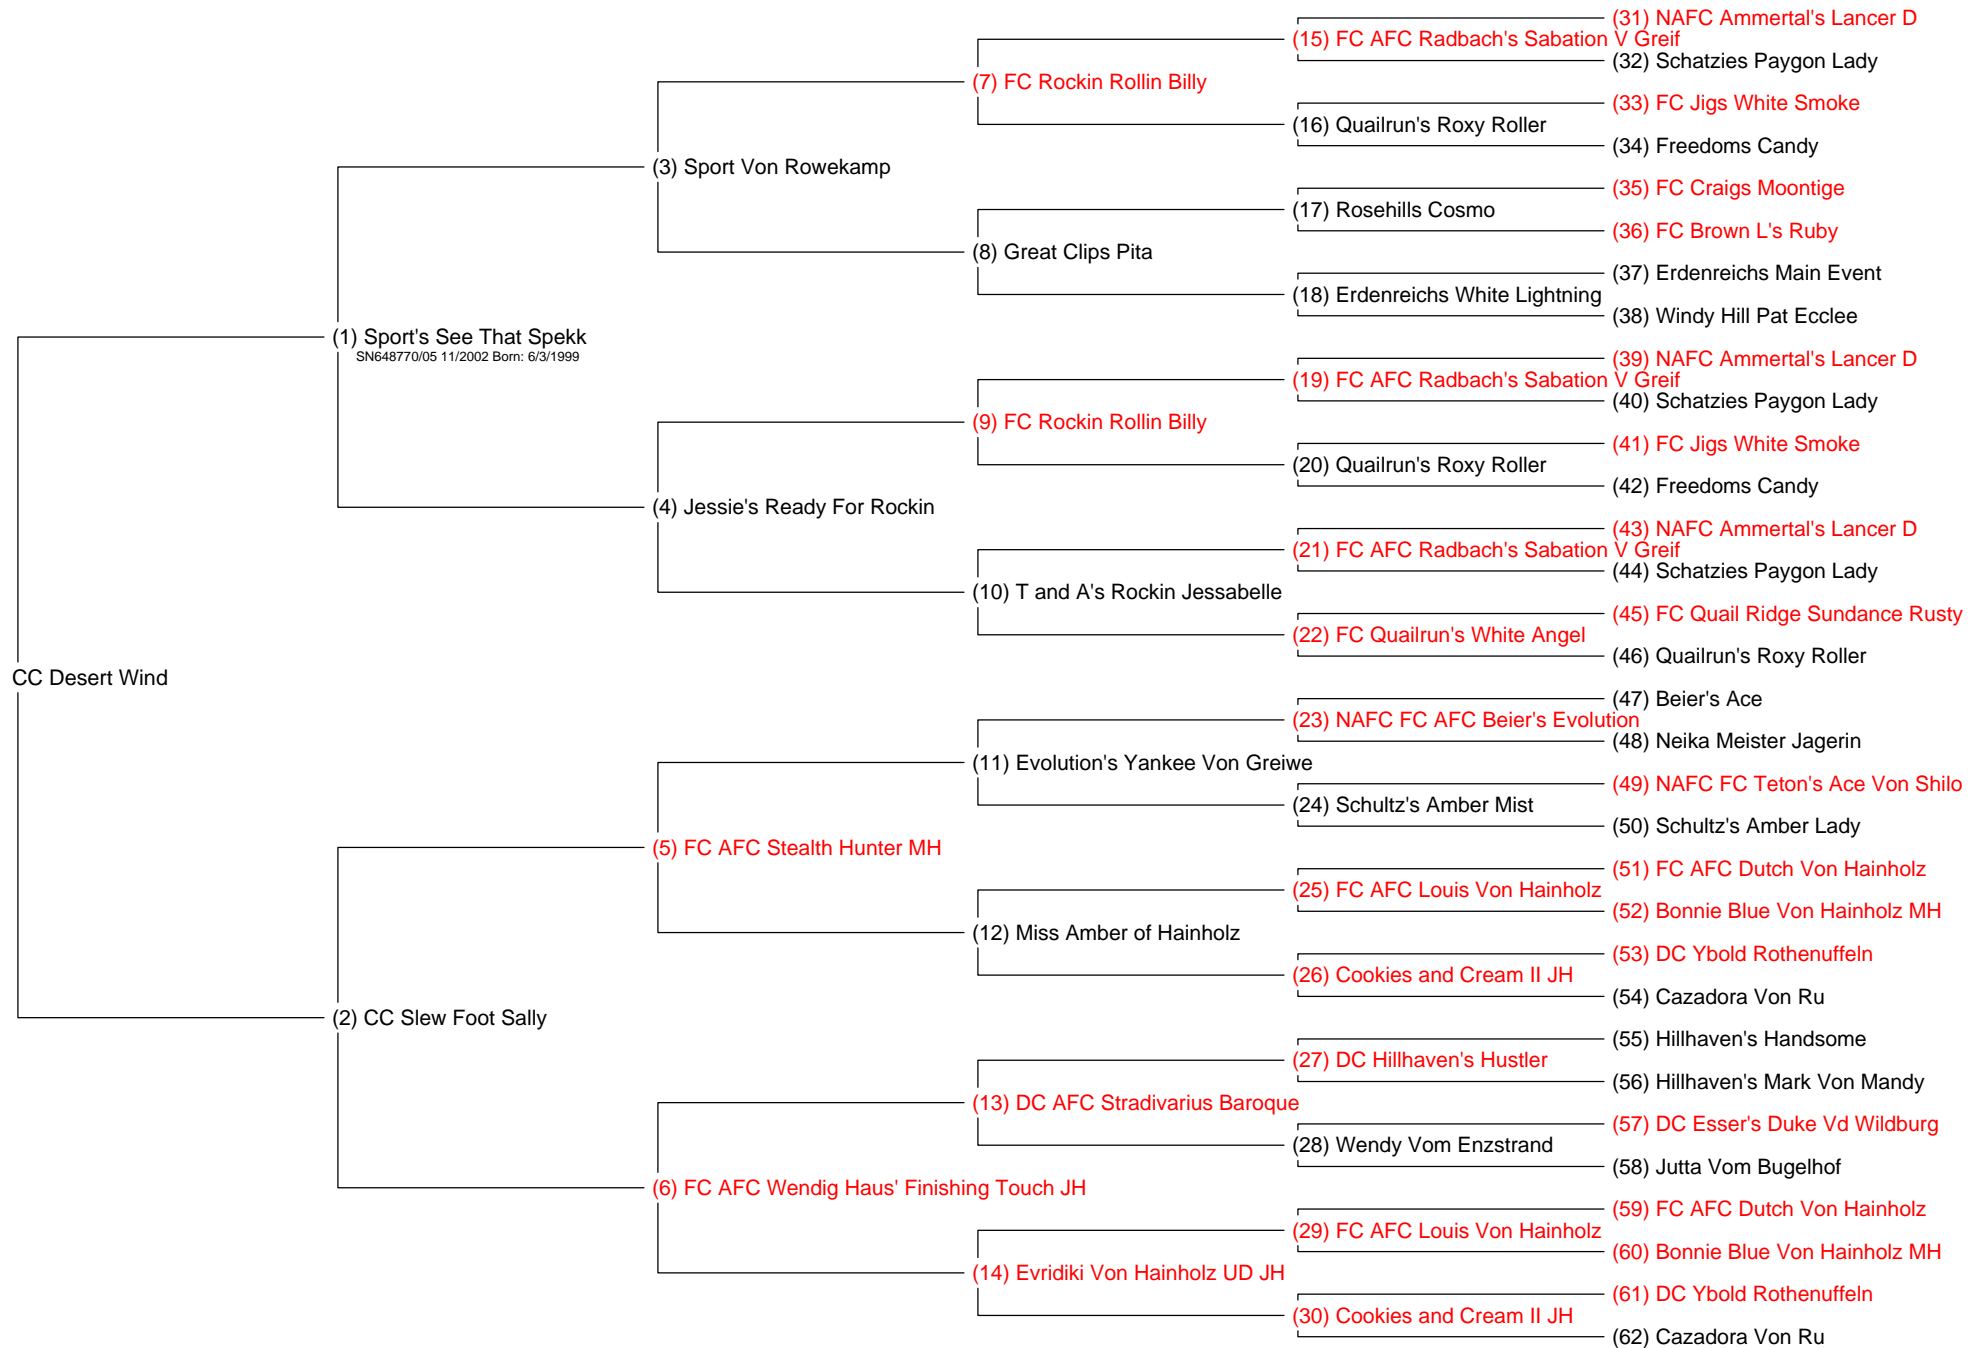 (31) NAFC Ammertal's Lancer D
(15) FC AFC Radbach's Sabation V Greif
(32) Schatzies Paygon Lady
(7) FC Rockin Rollin Billy
(33) FC Jigs White Smoke
(16) Quailrun's Roxy Roller
(34) Freedoms Candy
(3) Sport Von Rowekamp
(35) FC Craigs Moontige
(17) Rosehills Cosmo
(36) FC Brown L's Ruby
(8) Great Clips Pita
(37) Erdenreichs Main Event
(18) Erdenreichs White Lightning
(38) Windy Hill Pat Ecclee
(1) Sport's See That Spekk
SN648770/05 11/2002 Born: 6/3/1999
(39) NAFC Ammertal's Lancer D
(19) FC AFC Radbach's Sabation V Greif
(40) Schatzies Paygon Lady
(9) FC Rockin Rollin Billy
(41) FC Jigs White Smoke
(20) Quailrun's Roxy Roller
(42) Freedoms Candy
(4) Jessie's Ready For Rockin
(43) NAFC Ammertal's Lancer D
(21) FC AFC Radbach's Sabation V Greif
(44) Schatzies Paygon Lady
(10) T and A's Rockin Jessabelle
(45) FC Quail Ridge Sundance Rusty
(22) FC Quailrun's White Angel
(46) Quailrun's Roxy Roller
CC Desert Wind
(47) Beier's Ace
(23) NAFC FC AFC Beier's Evolution
(48) Neika Meister Jagerin
(11) Evolution's Yankee Von Greiwe
(49) NAFC FC Teton's Ace Von Shilo
(24) Schultz's Amber Mist
(50) Schultz's Amber Lady
(5) FC AFC Stealth Hunter MH
(51) FC AFC Dutch Von Hainholz
(25) FC AFC Louis Von Hainholz
(52) Bonnie Blue Von Hainholz MH
(12) Miss Amber of Hainholz
(53) DC Ybold Rothenuffeln
(26) Cookies and Cream II JH
(54) Cazadora Von Ru
(2) CC Slew Foot Sally
(55) Hillhaven's Handsome
(27) DC Hillhaven's Hustler
(56) Hillhaven's Mark Von Mandy
(13) DC AFC Stradivarius Baroque
(57) DC Esser's Duke Vd Wildburg
(28) Wendy Vom Enzstrand
(58) Jutta Vom Bugelhof
(6) FC AFC Wendig Haus' Finishing Touch JH
(59) FC AFC Dutch Von Hainholz
(29) FC AFC Louis Von Hainholz
(60) Bonnie Blue Von Hainholz MH
(14) Evridiki Von Hainholz UD JH
(61) DC Ybold Rothenuffeln
(30) Cookies and Cream II JH
(62) Cazadora Von Ru